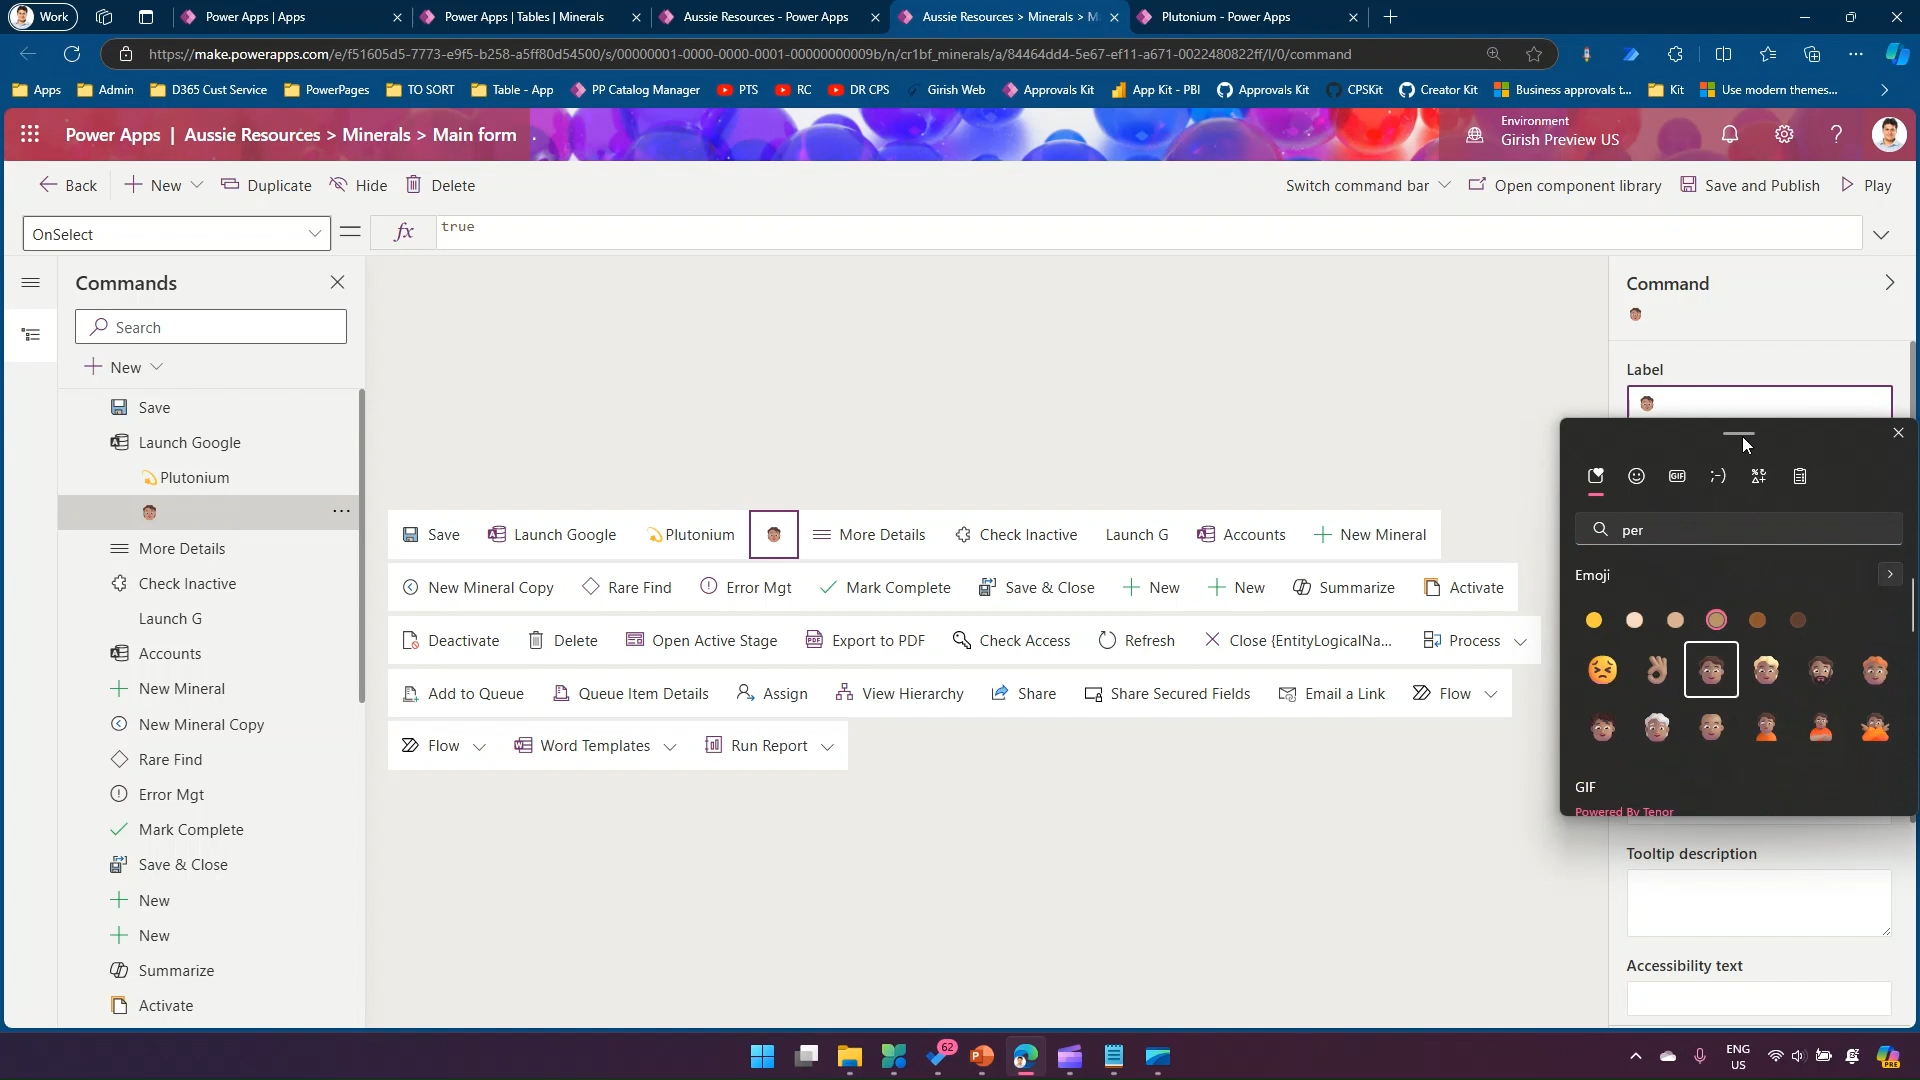 Work
Power Apps | Apps
Power Apps | Tables | Minerals
Aussie Resources - Power Apps
Aussie Resources > Minerals > M
Plutonium - Power Apps
https://make.powerapps.com/e/f51605d5-7773-e9f5-b258-a5ff80d54500/s/00000001-0000-0000-0001-00000000009b/n/cr1bf_minerals/a/84464dd4-5e67-ef11-a671-0022480822ff/l/0/command
Apps
Admin
D365 Cust Service
PowerPages
TO SORT
Table - App
PP Catalog Manager
PTS
RC
DR CPS
Girish Web
Approvals Kit
App Kit - PBI
Approvals Kit
CPSKit
Creator Kit
Business approvals t...
Kit
Use modern themes...
Power Apps | Aussie Resources > Minerals > Main form
Environment
Girish Preview US
Back
New
Duplicate
Hide
Delete
Switch command bar
Open component library
Save and Publish
Play
OnSelect
fx
true
Commands
Search
New
Save
Launch Google
Plutonium
More Details
Check Inactive
Launch G
Accounts
New Mineral
New Mineral Copy
Rare Find
Error Mgt
Mark Complete
Save & Close
New
New
Summarize
Activate
Save
Launch Google
Plutonium
More Details
Check Inactive
Launch G
Accounts
New Mineral
New Mineral Copy
Rare Find
Error Mgt
Mark Complete
Save & Close
New
New
Summarize
Activate
Deactivate
Delete
Open Active Stage
Export to PDF
Check Access
Refresh
Close {EntityLogicalNa...
Process
Add to Queue
Queue Item Details
Assign
View Hierarchy
Share
Share Secured Fields
Email a Link
Flow
Flow
Word Templates
Run Report
Command
Label
GIF
per
Emoji
GIF
Powered By Tenor
Tooltip description
Accessibility text
62
ENG
US
PRE